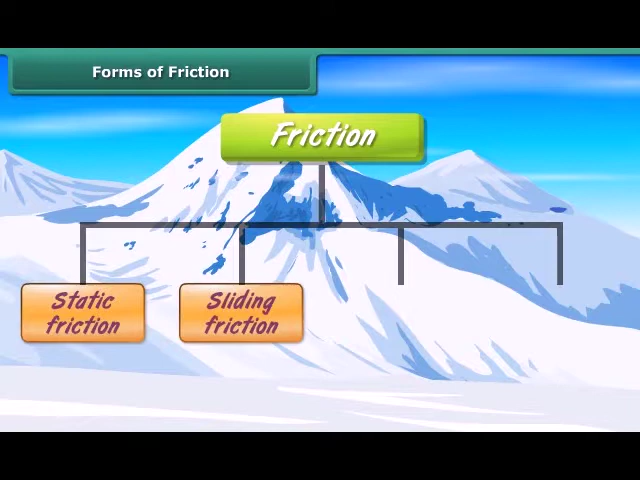 Forms of Friction
Friction
Static
friction
Sliding
friction